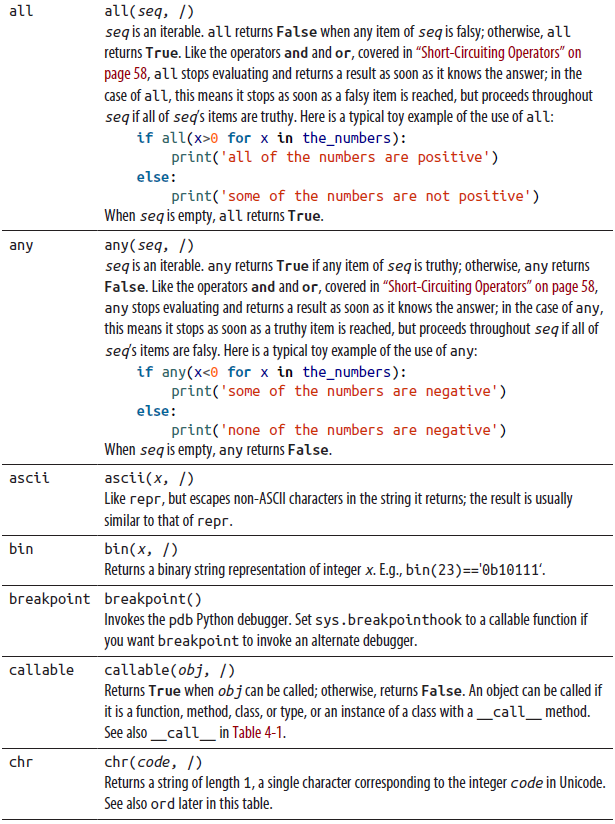 all all(seq, /)
seq is an iterable. all returns False when any item of seq is falsy; otherwise, all
returns True. Like the operators and and or, covered in “Short-Circuiting Operators” on
page 58, all stops evaluating and returns a result as soon as it knows the answer; in the
case of all, this means it stops as soon as a falsy item is reached, but proceeds throughout
seq if all of seq’s items are truthy. Here is a typical toy example of the use of all:
if all(x>0 for x in the_numbers):
print('all of the numbers are positive')
else:
print('some of the numbers are not positive')
When seq is empty, all returns True.
any any(seq, /)
seq is an iterable. any returns True if any item of seq is truthy; otherwise, any returns
False. Like the operators and and or, covered in “Short-Circuiting Operators” on page 58,
any stops evaluating and returns a result as soon as it knows the answer; in the case of any,
this means it stops as soon as a truthy item is reached, but proceeds throughout seq if all of
seq’s items are falsy. Here is a typical toy example of the use of any:
if any(x<0 for x in the_numbers):
print('some of the numbers are negative')
else:
print('none of the numbers are negative')
When seq is empty, any returns False.
ascii ascii(x, /)
Like repr, but escapes non-ASCII characters in the string it returns; the result is usually
similar to that of repr.
bin bin(x, /)
Returns a binary string representation of integer x. E.g., bin(23)=='0b10111‘.
breakpoint breakpoint()
Invokes the pdb Python debugger. Set sys.breakpointhook to a callable function if
you want breakpoint to invoke an alternate debugger.
callable callable(obj, /)
Returns True when obj can be called; otherwise, returns False. An object can be called if
it is a function, method, class, or type, or an instance of a class with a __call__ method.
See also __call__ in Table 4-1.
chr chr(code, /)
Returns a string of length 1, a single character corresponding to the integer code in Unicode.
See also ord later in this table.